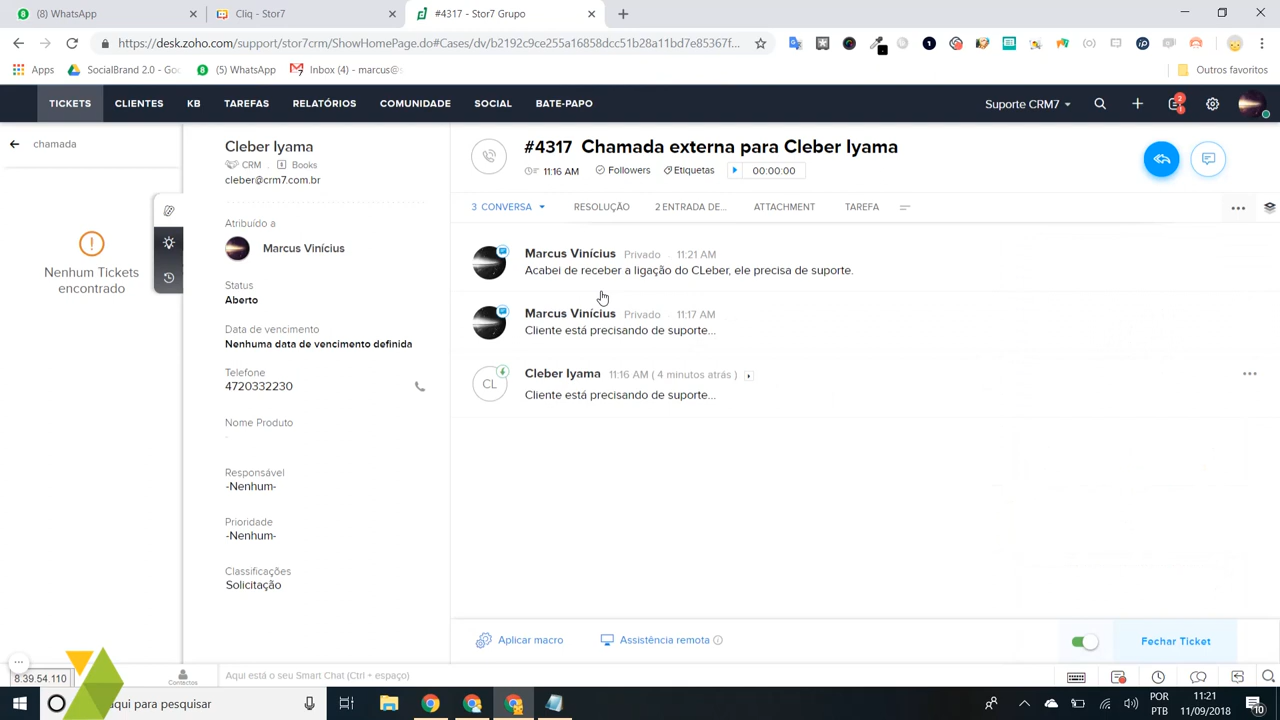 (8) WhatsApp
Cliq - Stor7
#4317 - Stor7 Grupo
https://desk.zoho.com/support/stor7crm/ShowHomePage.do#Cases/dv/b2192c9ce255a16858dcc51b28a11bd7e85367f...
Apps
SocialBrand 2.0 - Goo
(5) WhatsApp
Inbox (4) - marcus@s
Outros favoritos
TICKETS CLIENTES KB TAREFAS RELATÓRIOS COMUNIDADE SOCIAL BATE-PAPO
Suporte CRM7
chamada
Nenhum Tickets
encontrado
Cleber Iyama
CRM . Books
cleber@crm7.com.br
Atribuído a
Marcus Vinícius
Status
Aberto
Data de vencimento
Nenhuma data de vencimento definida
Telefone
4720332230
Nome Produto
-
Responsável
-Nenhum-
Prioridade
-Nenhum-
Classificações
Solicitação
#4317 Chamada externa para Cleber Iyama
11:16 AM Followers Etiquetas 00:00:00
3 CONVERSA RESOLUÇÃO 2 ENTRADA DE... ATTACHMENT TAREFA
Marcus Vinícius Privado . 11:21 AM
Acabei de receber a ligação do CLeber, ele precisa de suporte.
Marcus Vinícius Privado . 11:17 AM
Cliente está precisando de suporte...
CL
Cleber Iyama 11:16 AM ( 4 minutos atrás )
Cliente está precisando de suporte...
Aplicar macro
Assistência remota
Fechar Ticket
8.39.54.110
Contactos
Aqui está o seu Smart Chat (Ctrl + espaço)
aqui para pesquisar
POR
PTB
11:21
11/09/2018
10